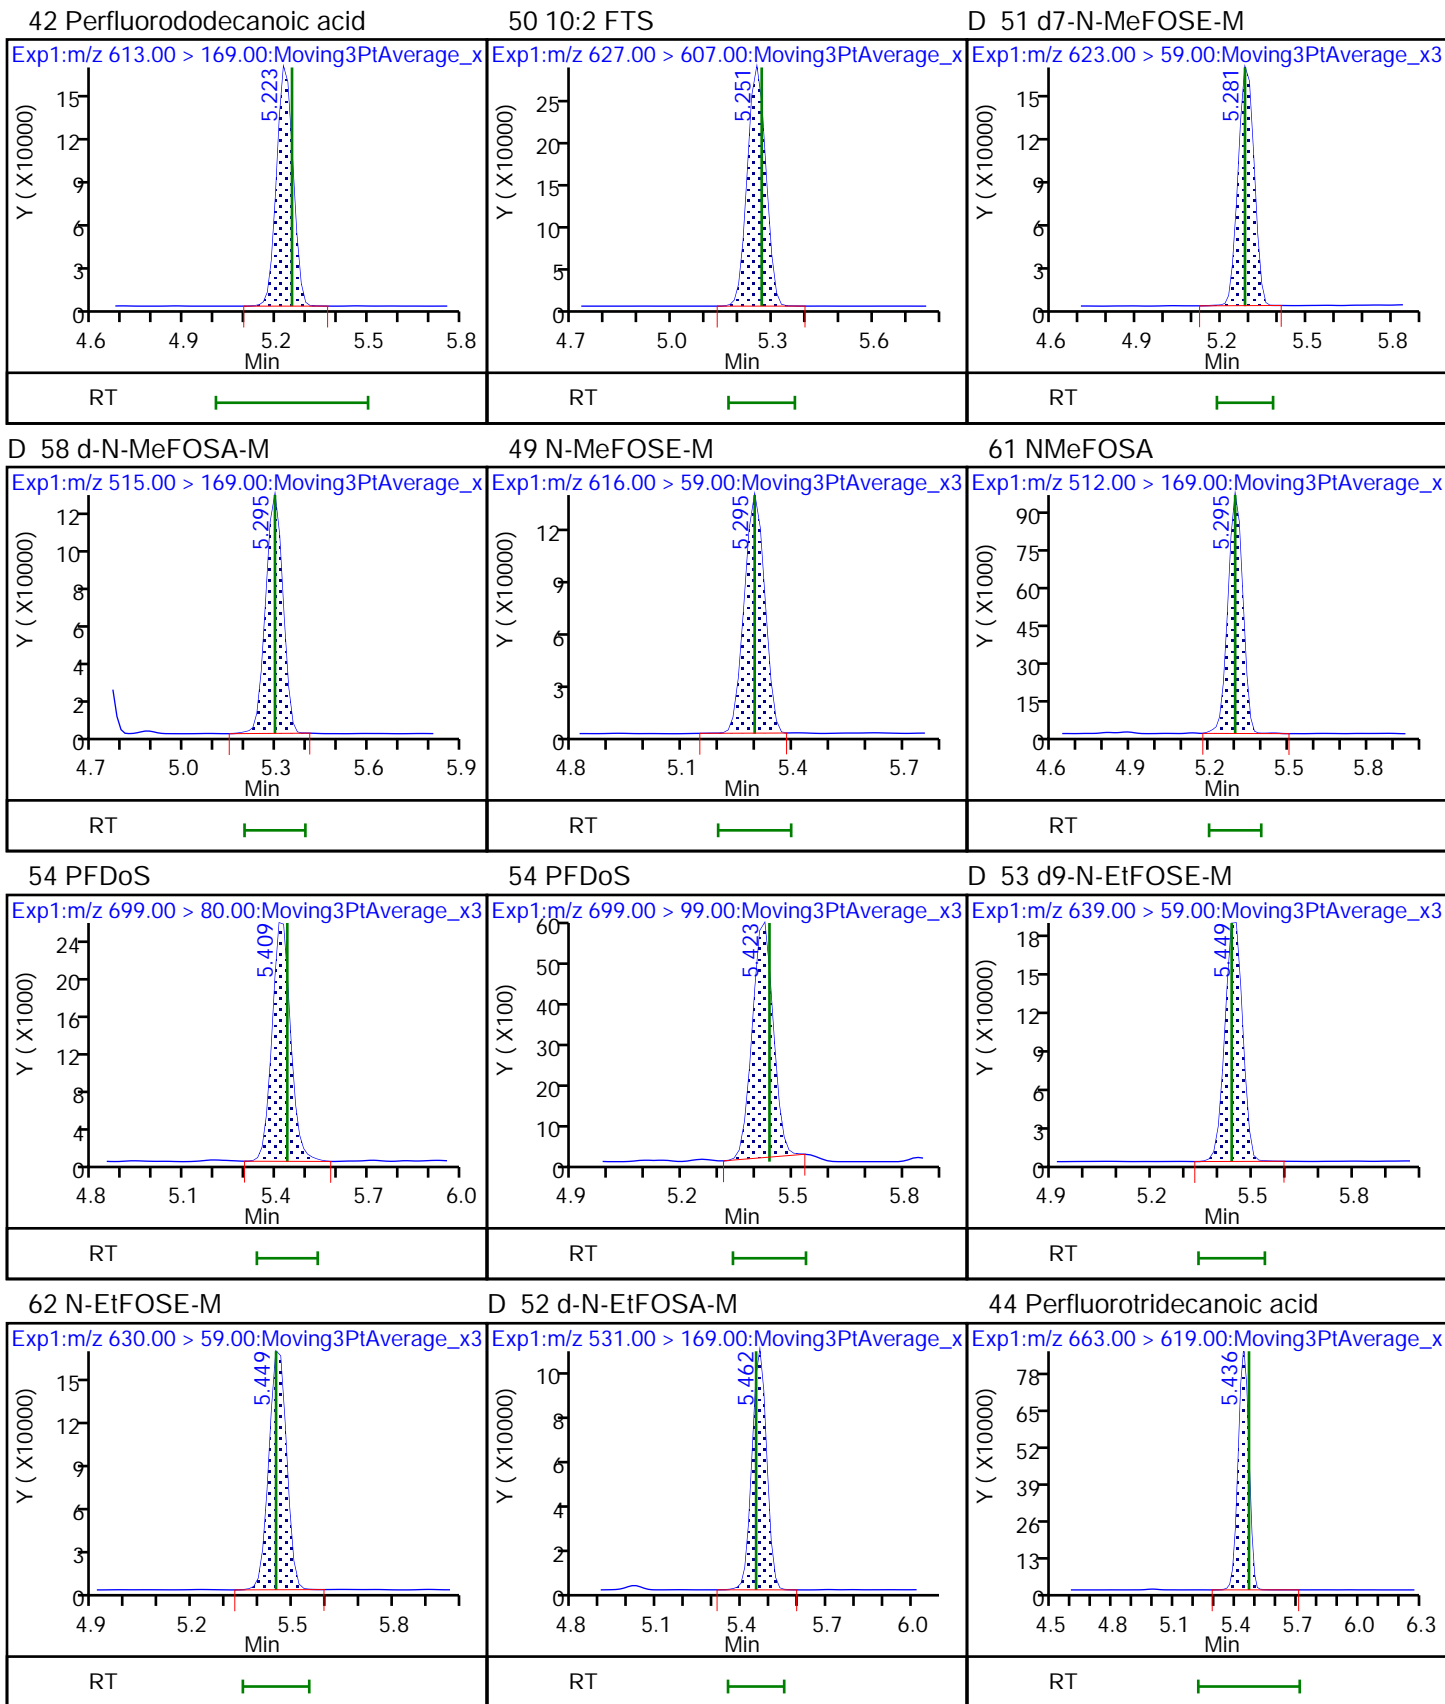 42 Perfluorododecanoic acid
Exp1:m/z 613.00 > 169.00:Moving3PtAverage_x
5.223
Y ( X10000)
15
12
9
6
3
0
4.6 4.9 5.2 5.5 5.8
Min
RT
50 10:2 FTS
Exp1:m/z 627.00 > 607.00:Moving3PtAverage_x
5.251
Y ( X10000)
25
20
15
10
5
0
4.7 5.0 5.3 5.6
Min
RT
D 51 d7-N-MeFOSE-M
Exp1:m/z 623.00 > 59.00:Moving3PtAverage_x3
5.281
Y ( X10000)
15
12
9
6
3
0
4.6 4.9 5.2 5.5 5.8
Min
RT
D 58 d-N-MeFOSA-M
Exp1:m/z 515.00 > 169.00:Moving3PtAverage_x
5.295
Y ( X10000)
12
10
8
6
4
2
0
4.7 5.0 5.3 5.6 5.9
Min
RT
49 N-MeFOSE-M
Exp1:m/z 616.00 > 59.00:Moving3PtAverage_x3
5.295
Y ( X10000)
12
9
6
3
0
4.8 5.1 5.4 5.7
Min
RT
61 NMeFOSA
Exp1:m/z 512.00 > 169.00:Moving3PtAverage_x
5.295
Y ( X1000)
90
75
60
45
30
15
0
4.6 4.9 5.2 5.5 5.8
Min
RT
54 PFDoS
Exp1:m/z 699.00 > 80.00:Moving3PtAverage_x3
5.409
Y ( X1000)
24
20
16
12
8
4
0
4.8 5.1 5.4 5.7 6.0
Min
RT
54 PFDoS
Exp1:m/z 699.00 > 99.00:Moving3PtAverage_x3
5.423
Y ( X100)
60
50
40
30
20
10
0
4.9 5.2 5.5 5.8
Min
RT
D 53 d9-N-EtFOSE-M
Exp1:m/z 639.00 > 59.00:Moving3PtAverage_x3
5.449
Y ( X10000)
18
15
12
9
6
3
0
4.9 5.2 5.5 5.8
Min
RT
62 N-EtFOSE-M
Exp1:m/z 630.00 > 59.00:Moving3PtAverage_x3
5.449
Y ( X10000)
15
12
9
6
3
0
4.9 5.2 5.5 5.8
Min
RT
D 52 d-N-EtFOSA-M
Exp1:m/z 531.00 > 169.00:Moving3PtAverage_x
5.462
Y ( X10000)
10
8
6
4
2
0
4.8 5.1 5.4 5.7 6.0
Min
RT
44 Perfluorotridecanoic acid
Exp1:m/z 663.00 > 619.00:Moving3PtAverage_x
5.436
Y ( X10000)
78
65
52
39
26
13
0
4.5 4.8 5.1 5.4 5.7 6.0 6.3
Min
RT